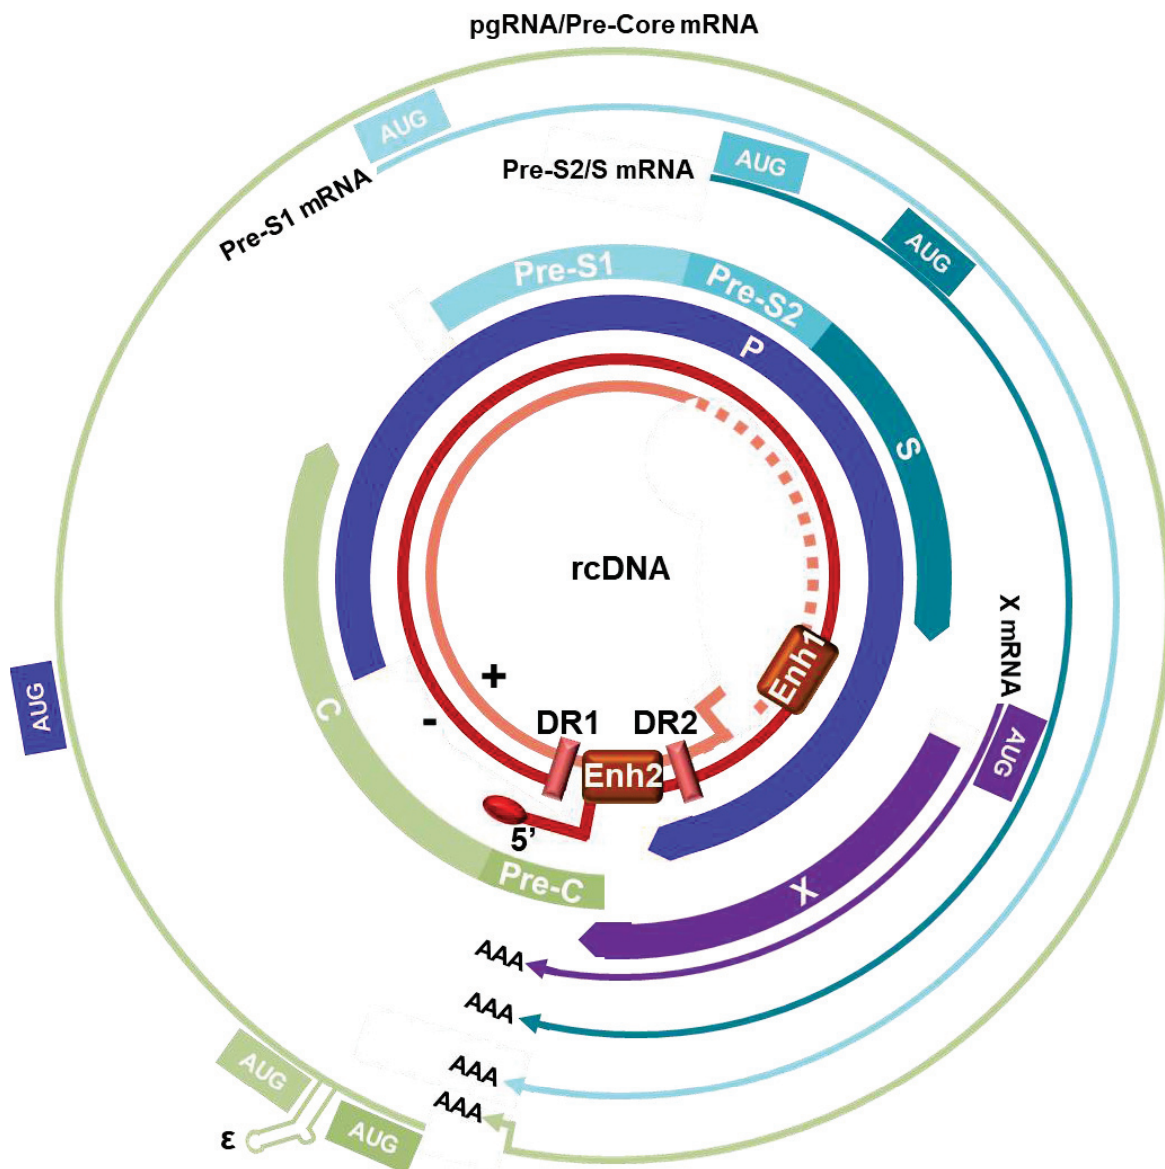 pgRNA/Pre-Core mRNA
AUG
Pre-S1 mRNA
Pre-S2/S mRNA
AUG
AUG
Pre-S1
Pre-S2
P
S
rcDNA
X mRNA
AUG
Enh1
+
-
DR1
DR2
Enh2
5'
C
Pre-C
X
AUG
AAA
AAA
AAA
AAA
AUG
AUG
ε